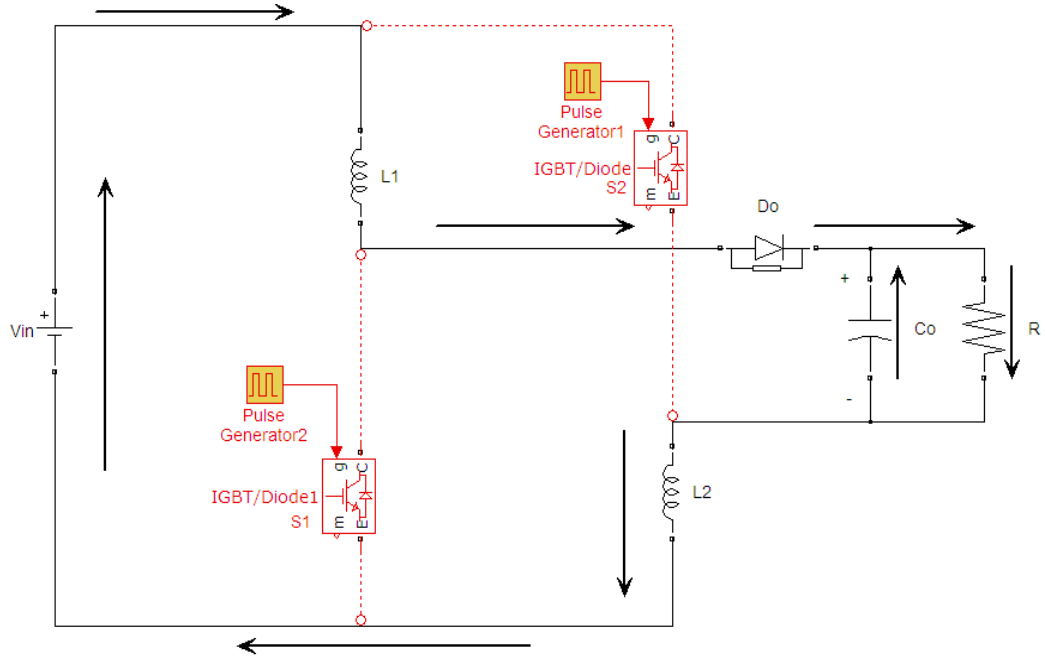 Pulse
Generator1
g
C
IGBT/Diode
S2
m
E
L1
Do
+
Vin
+
Co
R
-
Pulse
Generator2
g
C
IGBT/Diode1
S1
m
E
L2